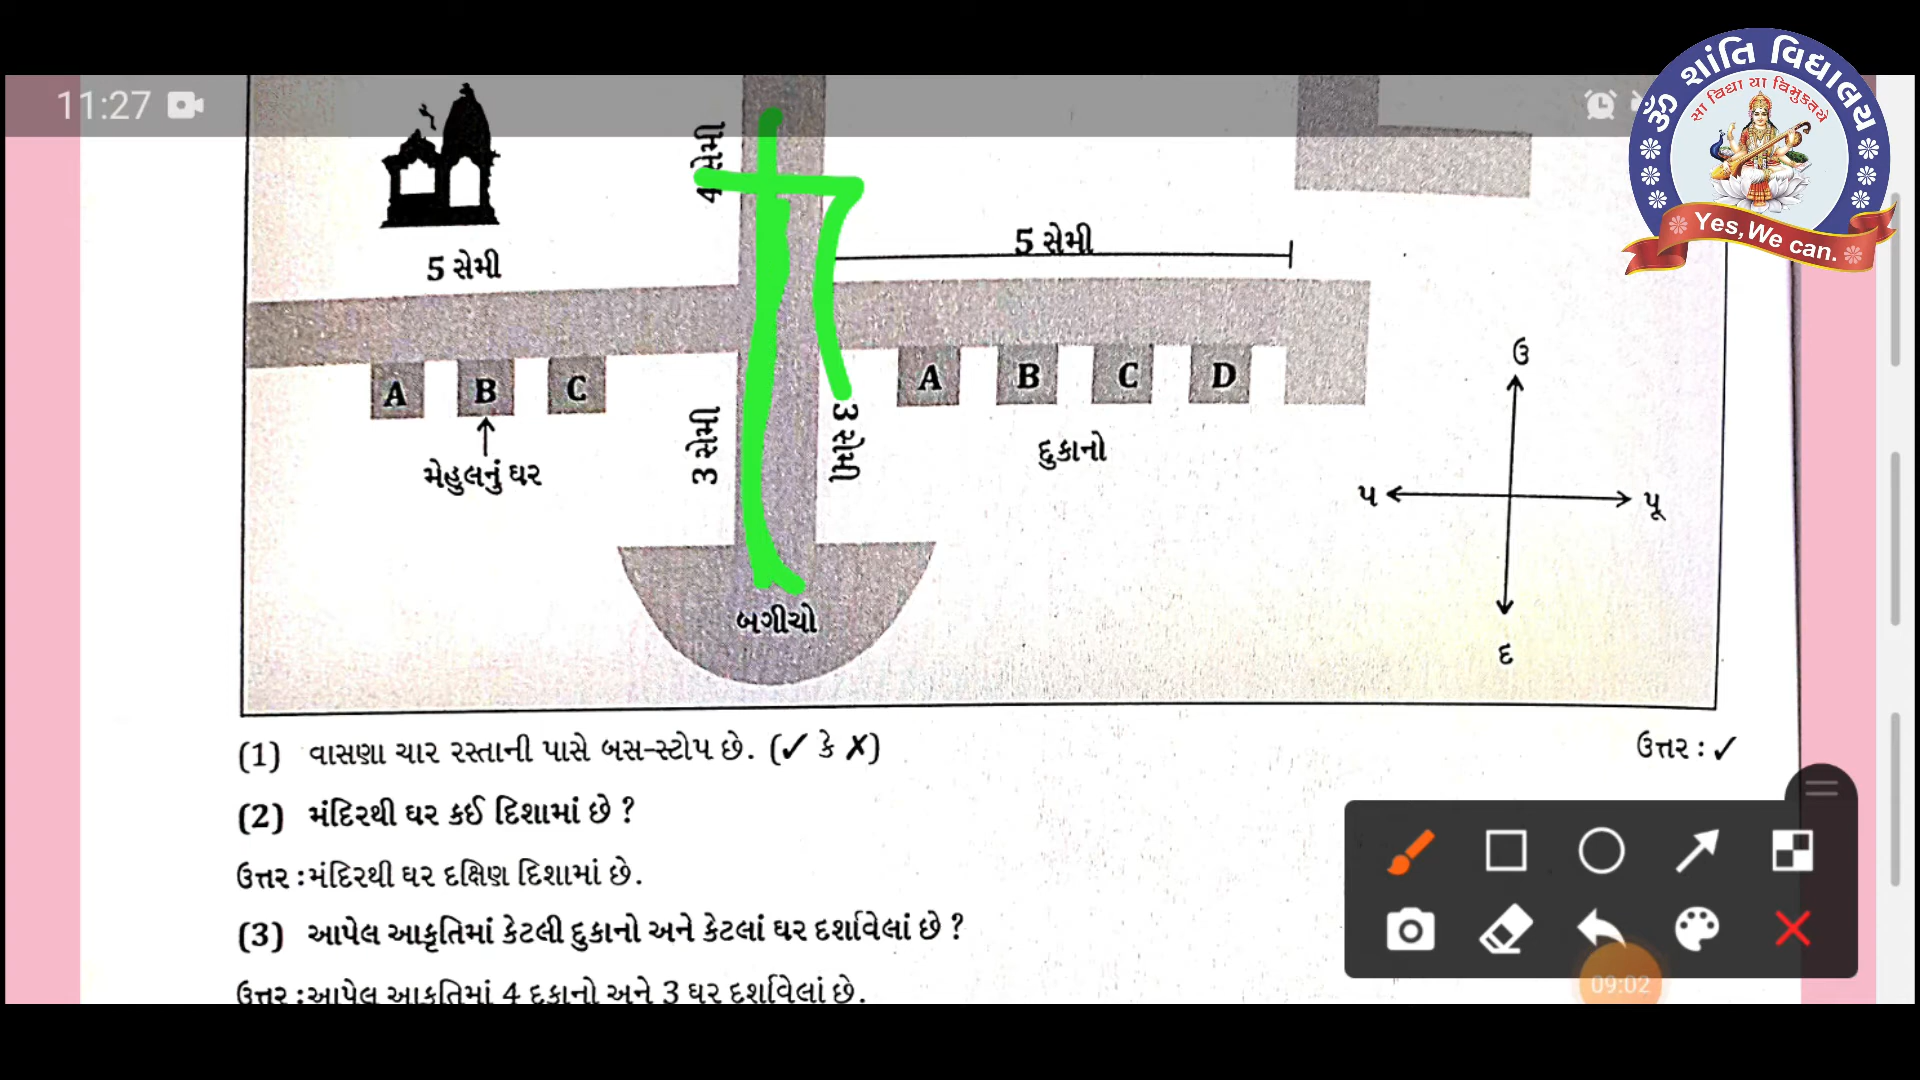 11:27
ૐ શાંતિ વિદ્યાલય
સા વિદ્યા યા વિમુક્તયે
Yes, We can.
4 સેમી
5 સેમી
5 સેમી
A B C
મેહુલનું ઘર
3 સેમી
3 સેમી
A B C D
દુકાનો
બગીચો
ઉ
પ
પૂ
દ
(1) વાસણા ચાર રસ્તાની પાસે બસ-સ્ટોપ છે. (✓ કે ✗) ઉત્તર : ✓
(2) મંદિરથી ઘર કઈ દિશામાં છે ?
ઉત્તર : મંદિરથી ઘર દક્ષિણ દિશામાં છે.
(3) આપેલ આકૃતિમાં કેટલી દુકાનો અને કેટલાં ઘર દર્શાવેલાં છે ?
ઉત્તર : આપેલ આકૃતિમાં 4 દુકાનો અને 3 ઘર દર્શાવેલાં છે.
09:02